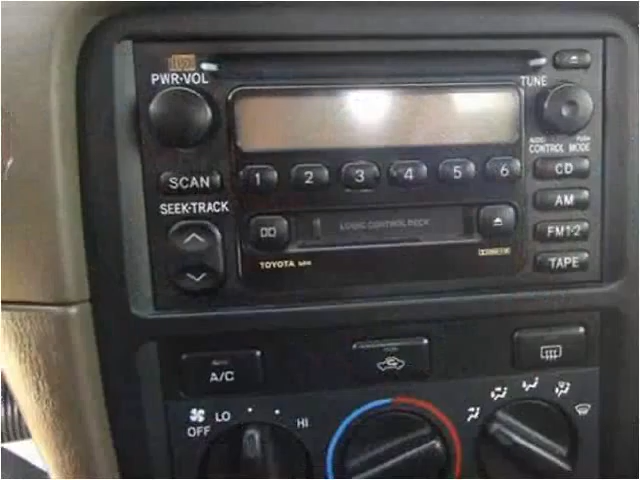 PWR·VOL
TUNE
AUDIO PUSH
CONTROL MODE
SCAN
1 2 3 4 5 6
CD
SEEK·TRACK
AM
LOGIC CONTROL DECK
FM1·2
TOYOTA
TAPE
A/C
OFF LO HI